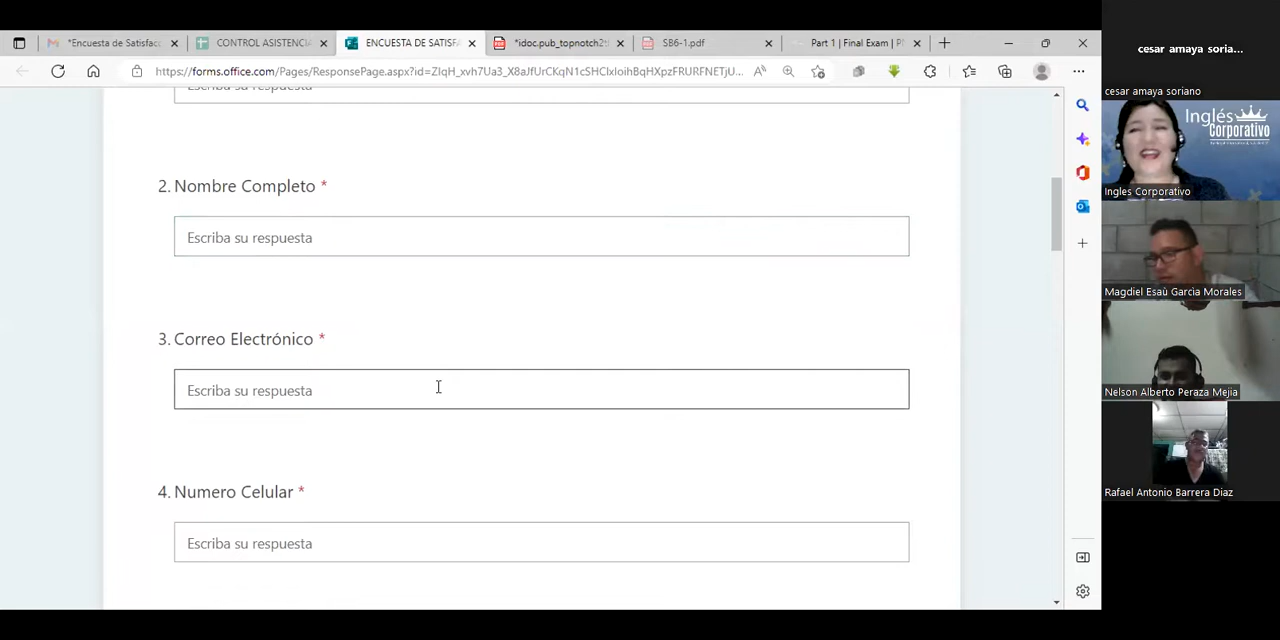 *Encuesta de Satisfacc
CONTROL ASISTENCIA
ENCUESTA DE SATISFA
*idoc.pub_topnotch2t
SB6-1.pdf
Part 1 | Final Exam | P
https://forms.office.com/Pages/ResponsePage.aspx?id=ZIqH_xvh7Ua3_X8aJfUrCKqN1cSHClxIoihBqHXpzFRURFNETjU...
Escriba su respuesta
2. Nombre Completo *
Escriba su respuesta
3. Correo Electrónico *
Escriba su respuesta
4. Numero Celular *
Escriba su respuesta
cesar amaya soria...
cesar amaya soriano
Inglés
Corporativo
Ingles Corporativo
Magdiel Esaù Garcìa Morales
Nelson Alberto Peraza Mejia
Rafael Antonio Barrera Diaz